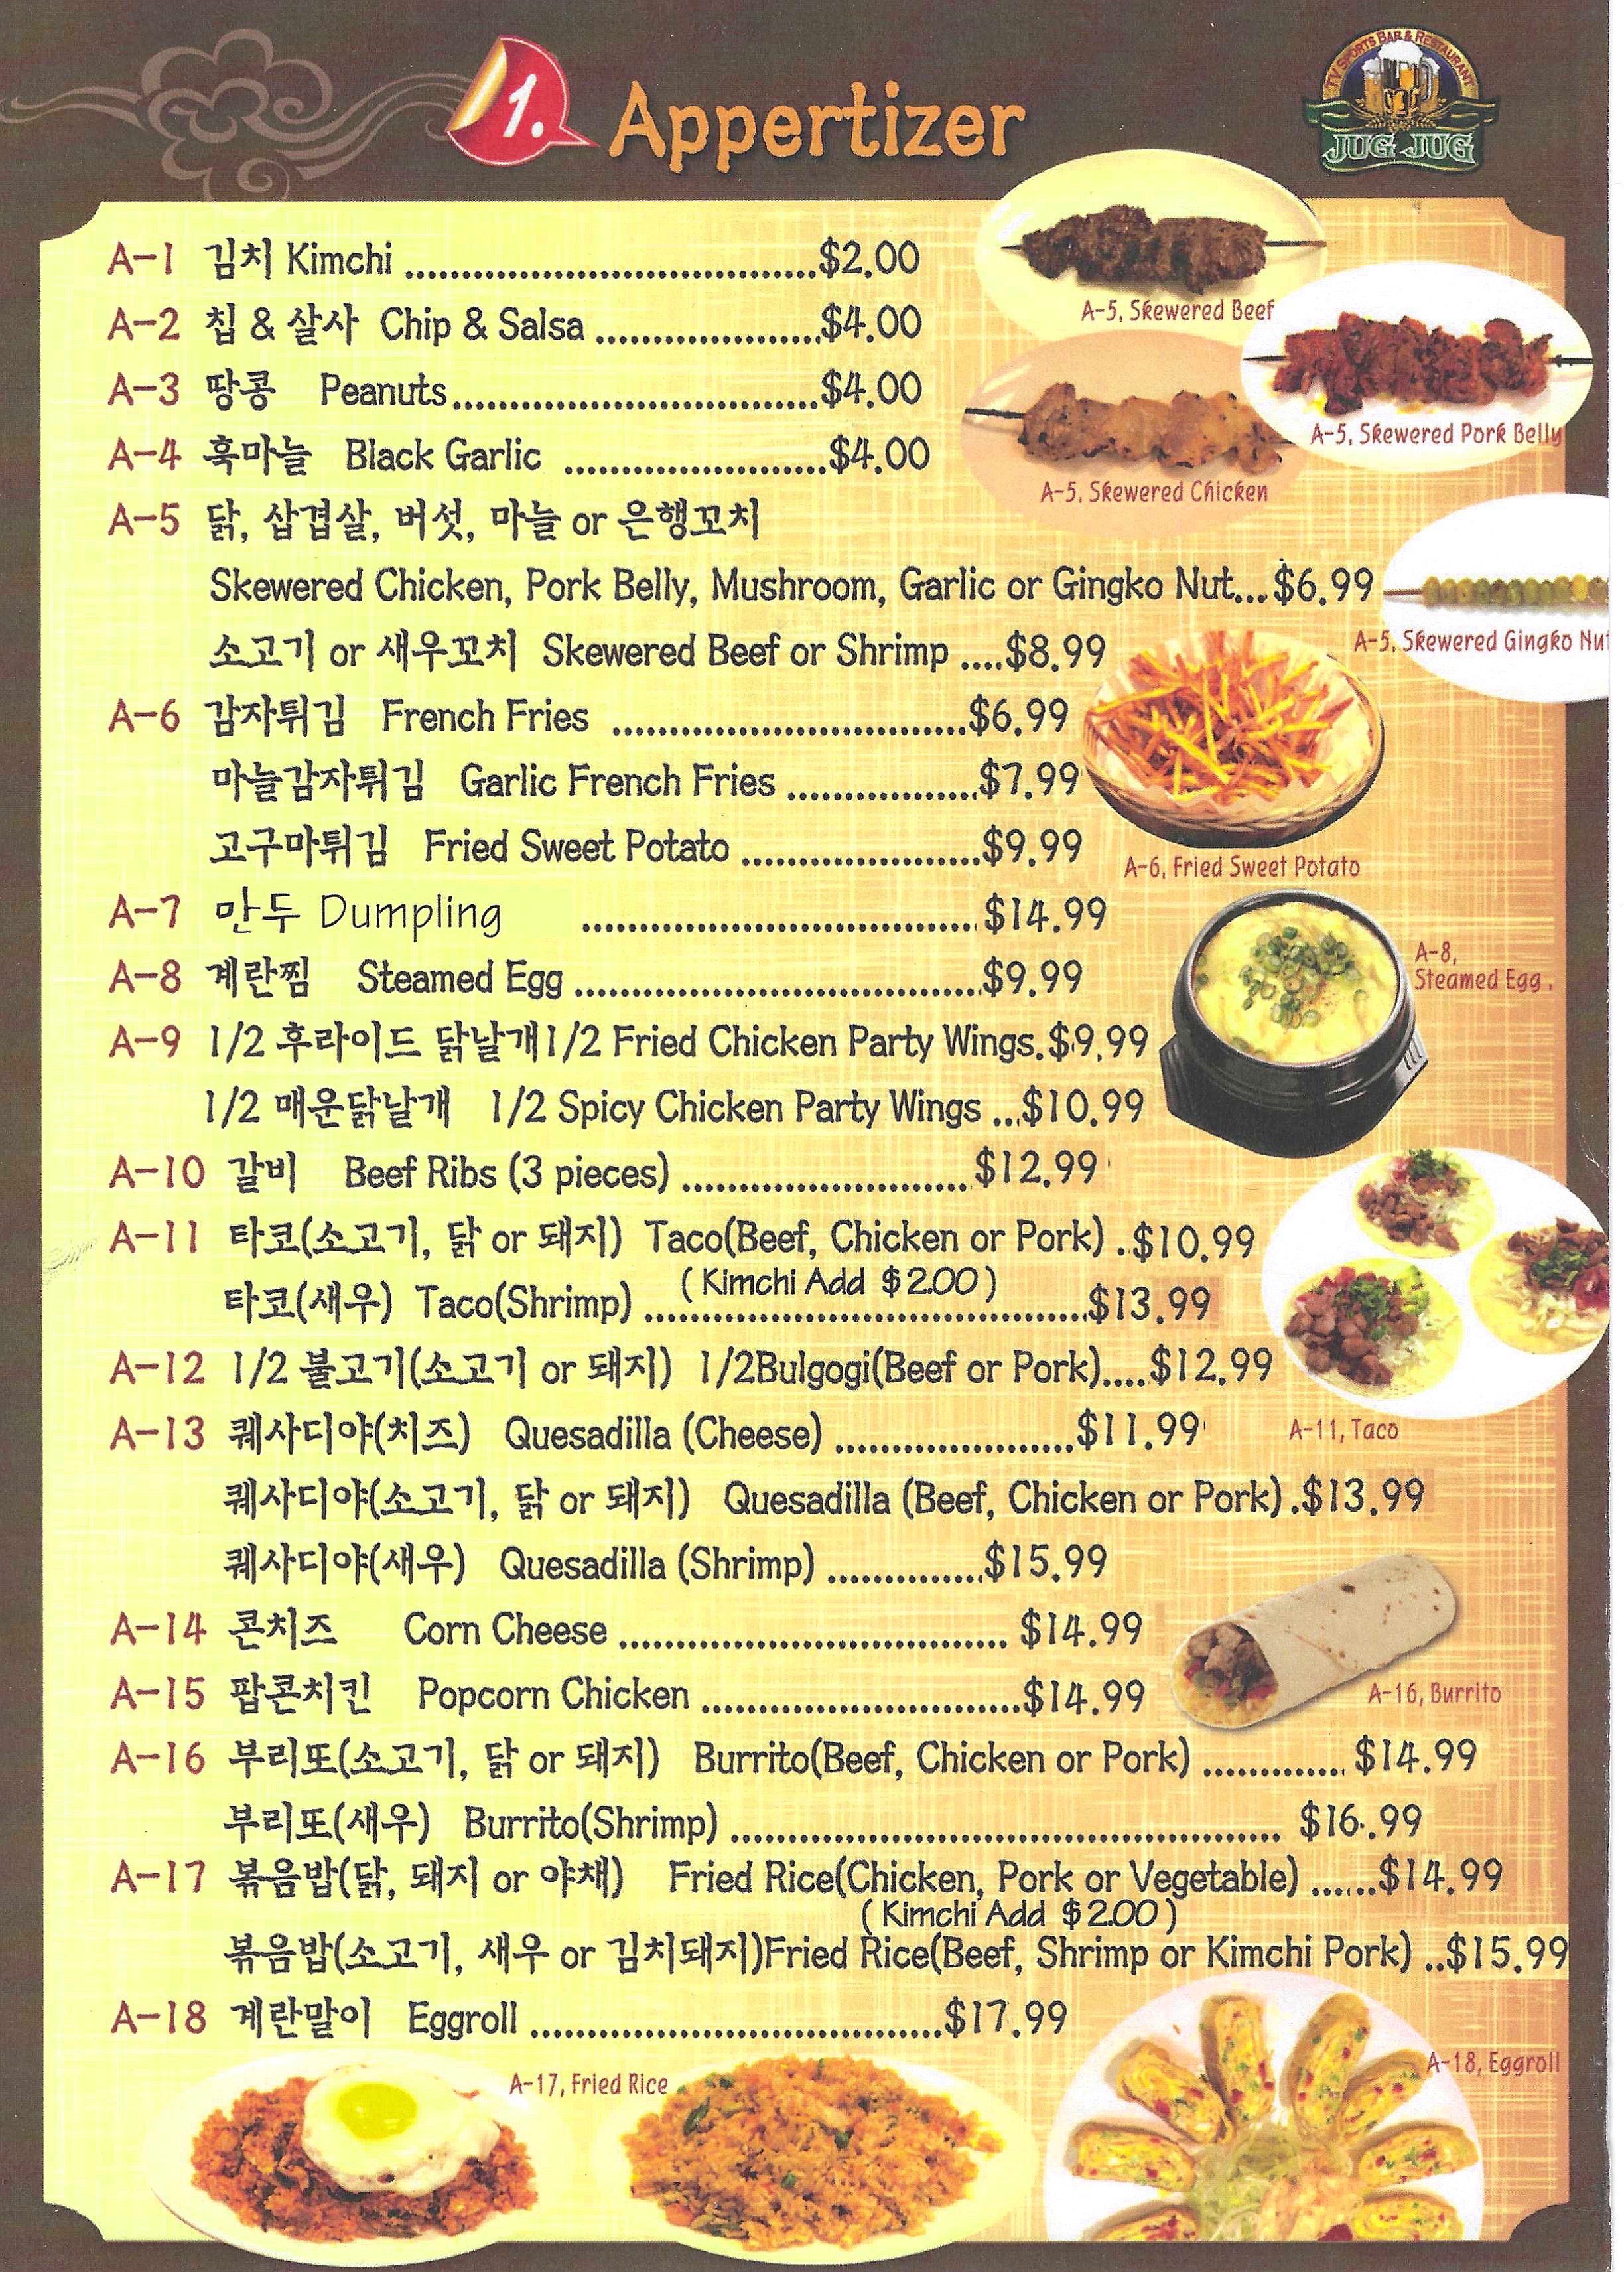 1. Appertizer
TV SPORTS BAR & RESTAURANT
JUG JUG
A-1 김치 Kimchi ....................................$2.00
A-2 칩 & 살사 Chip & Salsa ....................$4.00
A-3 땅콩 Peanuts................................$4.00
A-4 흑마늘 Black Garlic .......................$4.00
A-5 닭, 삼겹살, 버섯, 마늘 or 은행꼬치
Skewered Chicken, Pork Belly, Mushroom, Garlic or Gingko Nut...$6.99
소고기 or 새우꼬치 Skewered Beef or Shrimp ....$8.99
A-6 감자튀김 French Fries ...............................$6.99
마늘감자튀김 Garlic French Fries .................$7.99
고구마튀김 Fried Sweet Potato .....................$9.99
A-7 만두 Dumpling ..................................$14.99
A-8 계란찜 Steamed Egg ....................................$9.99
A-9 1/2 후라이드 닭날개1/2 Fried Chicken Party Wings.$9.99
1/2 매운닭날개 1/2 Spicy Chicken Party Wings ...$10.99
A-10 갈비 Beef Ribs (3 pieces) .........................$12.99
A-11 타코(소고기, 닭 or 돼지) Taco(Beef, Chicken or Pork) ..$10.99
( Kimchi Add $2.00 )
타코(새우) Taco(Shrimp) ......................................$13.99
A-12 1/2 불고기(소고기 or 돼지) 1/2Bulgogi(Beef or Pork)....$12.99
A-13 퀘사디야(치즈) Quesadilla (Cheese) .....................$11.99
퀘사디야(소고기, 닭 or 돼지) Quesadilla (Beef, Chicken or Pork) .$13.99
퀘사디야(새우) Quesadilla (Shrimp) ..............$15.99
A-14 콘치즈 Corn Cheese .................................. $14.99
A-15 팝콘치킨 Popcorn Chicken ............................$14.99
A-16 부리또(소고기, 닭 or 돼지) Burrito(Beef, Chicken or Pork) ............. $14.99
부리또(새우) Burrito(Shrimp) ................................................ $16.99
A-17 볶음밥(닭, 돼지 or 야채) Fried Rice(Chicken, Pork or Vegetable) ......$14.99
( Kimchi Add $2.00 )
볶음밥(소고기, 새우 or 김치돼지)Fried Rice(Beef, Shrimp or Kimchi Pork) ..$15.99
A-18 계란말이 Eggroll ....................................$17.99
A-5, Skewered Beef
A-5, Skewered Pork Belly
A-5, Skewered Chicken
A-5, Skewered Gingko Nut
A-6, Fried Sweet Potato
A-8,
Steamed Egg .
A-11, Taco
A-16, Burrito
A-17, Fried Rice
A-18, Eggroll